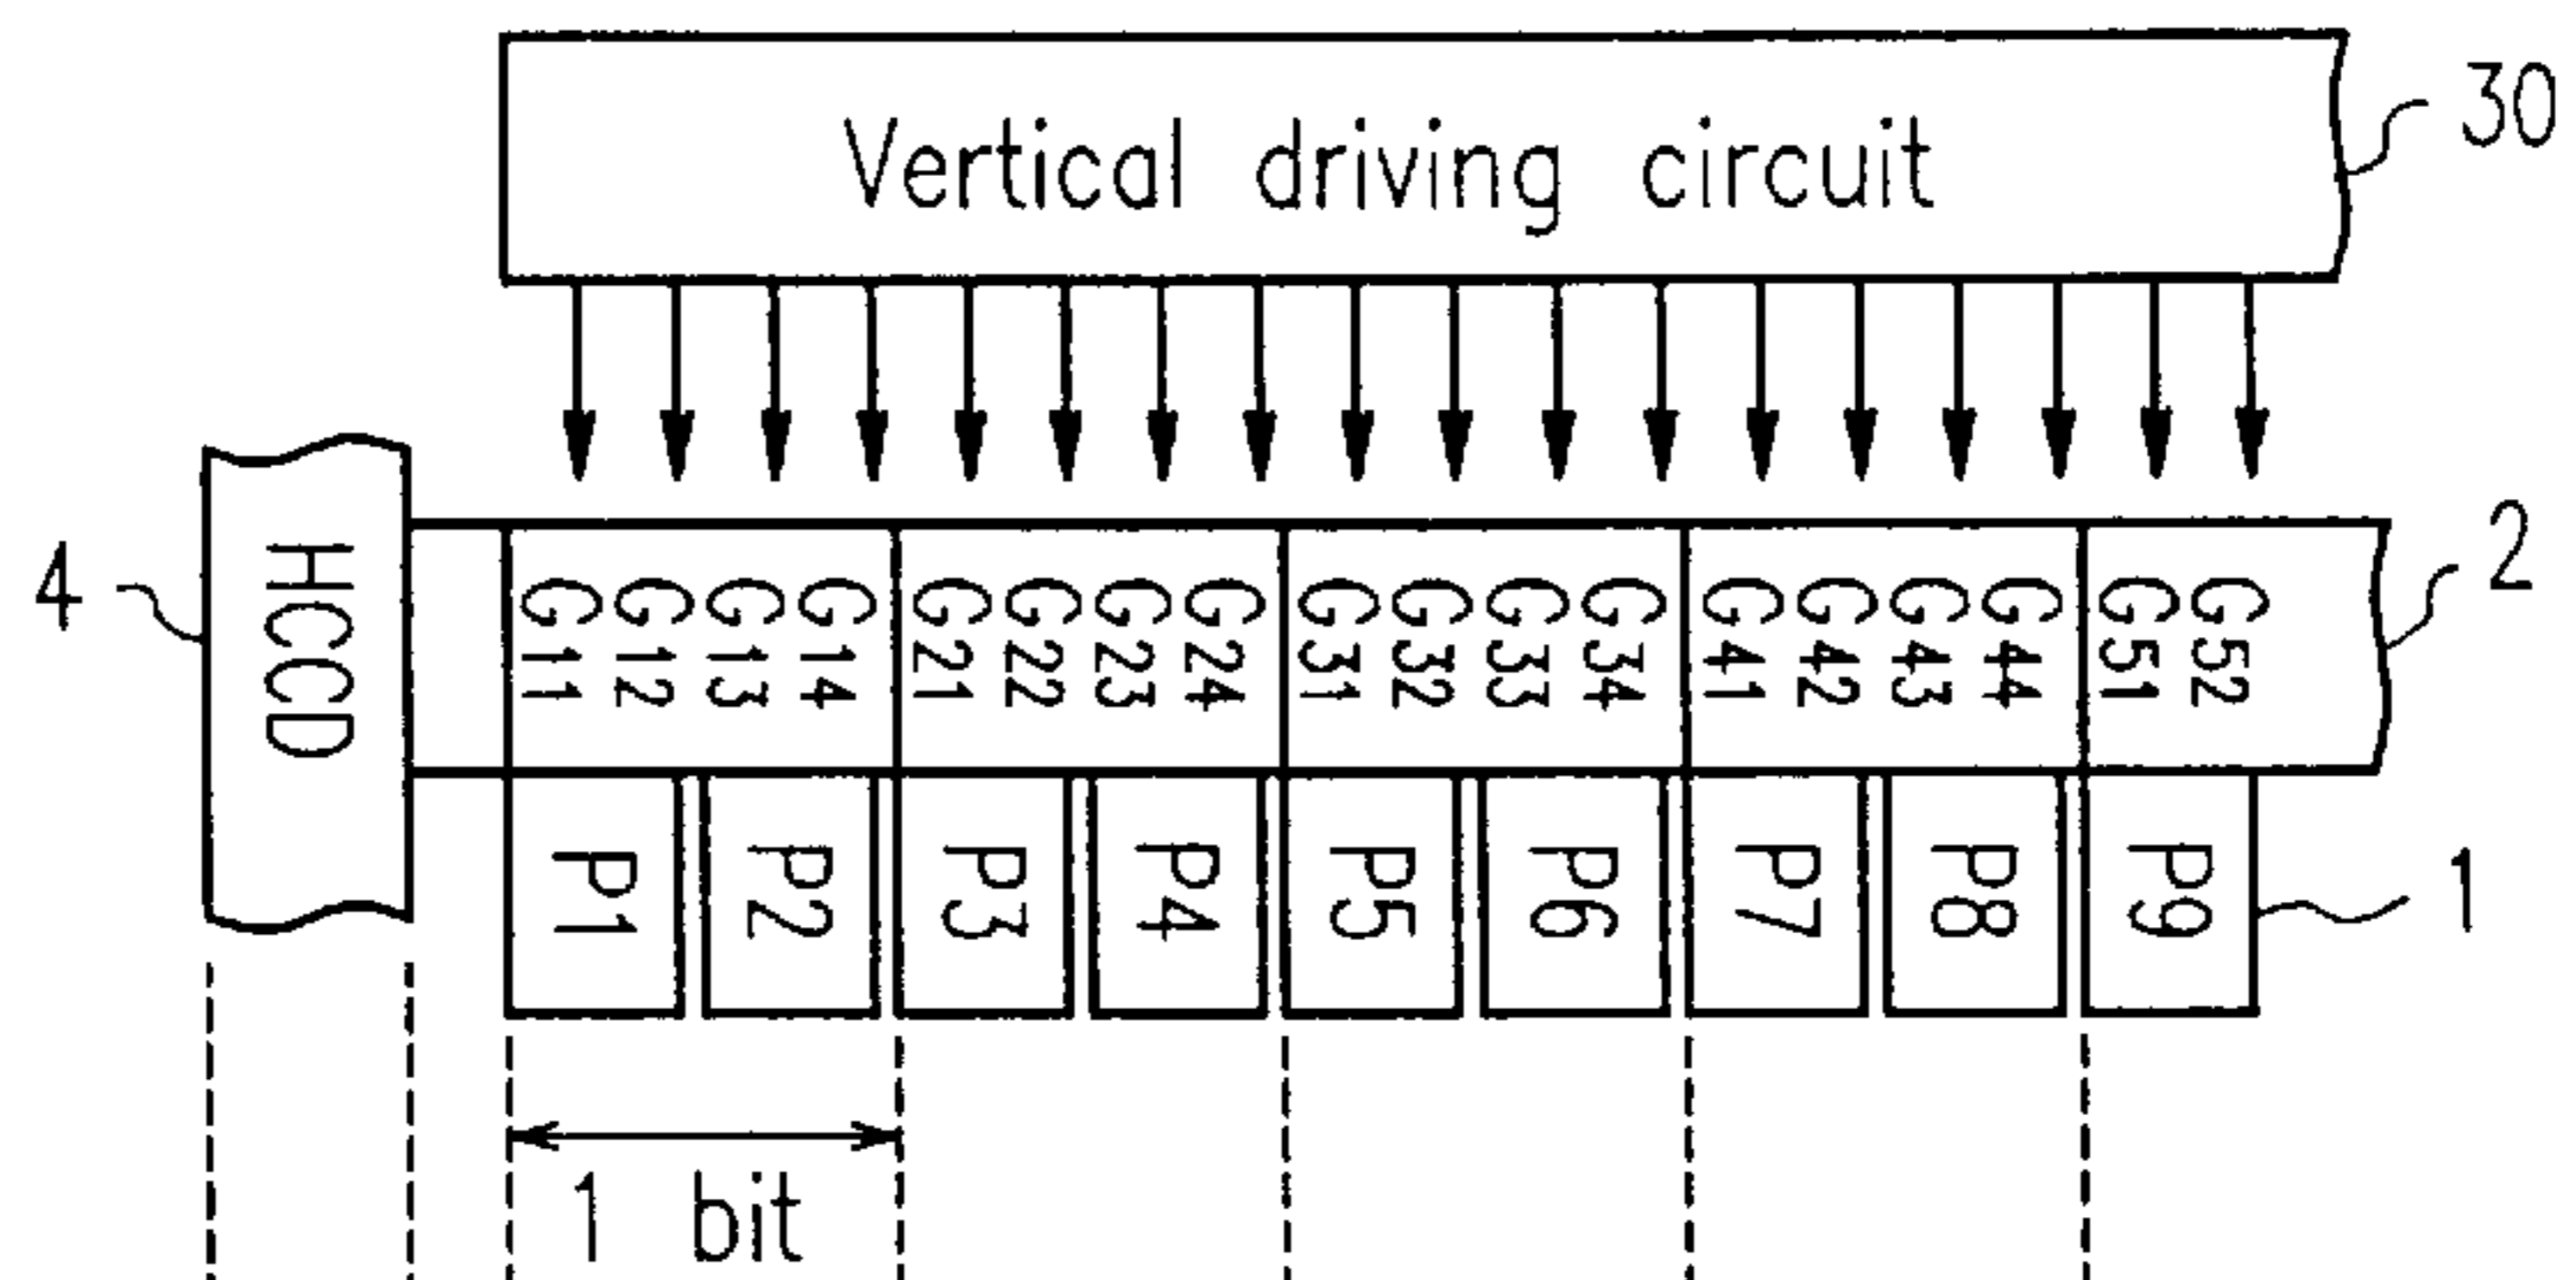 Vertical driving circuit
30
4
HCCD
G11 G12 G13 G14 G21 G22 G23 G24 G31 G32 G33 G34 G41 G42 G43 G44 G51 G52
2
P1 P2 P3 P4 P5 P6 P7 P8 P9
1
1 bit